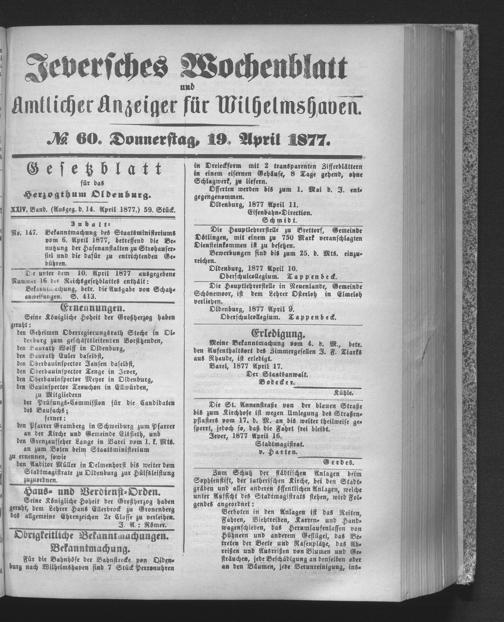 Jeversches Wochenblatt
und
Amtlicher Anzeiger für Wilhelmshaven.
№ 60. Donnerstag, 19. April 1877.
Gesetzblatt
für das
Herzogthum Oldenburg.
XXIV. Band. (Ausgeg. d. 14. April 1877.) 59. Stück.
Inhalt:
No. 147. Bekanntmachung des Staatsministeriums
vom 6. April 1877, betreffend die Be-
nutzung der Hafenanstalten zu Strohauser-
siel und die dafür zu entrichtenden Ge-
bühren.
Die unter dem 10. April 1877 ausgegebene
Nummer 16 des Reichsgesetzblattes enthält:
Bekanntmachung, betr. die Ausgabe von Schatz-
anweisungen. S. 413.
Ernennungen.
Seine Königliche Hoheit der Großherzog haben
geruht:
den Geheimen Oberregierungsrath Steche in Ol-
denburg zum geschäftsleitenden Vorsitzenden,
den Baurath Wolff in Oldenburg,
den Baurath Euler daselbst,
den Oberbauinspector Jansen daselbst,
den Oberbauinspector Tenge in Jever,
den Oberbauinspector Meyer in Oldenburg,
den Bauinspector Tenwiggen in Ellwürden,
zu Mitgliedern
der Prüfungs-Commission für die Candidaten
des Baufachs;
ferner:
den Pfarrer Gramberg in Schweiburg zum Pfarrer
an der Kirche und Gemeinde Elsfleth, und
den Grenzaufseher Lange in Varel vom 1. f. Mts.
an zum Boten beim Staatsministerium
zu ernennen, sowie
den Auditor Müller in Delmenhorst bis weiter dem
Stadtmagistrate zu Oldenburg zur Hülfsleistung
zuzuordnen.
Haus- und Verdienst-Orden.
Seine Königliche Hoheit der Großherzog haben
geruht, dem Lehrer Hans Ellerbrock zu Cronenberg
das allgemeine Ehrenzeichen 2r Classe zu verleihen.
J. A.: Römer.
Obrigkeitliche Bekanntmachungen.
Bekanntmachung.
Für die Bahnhöfe der Bahnstrecke von Olden-
burg nach Wilhelmshaven sind 7 Stück Perronuhren
in Dreiecksform mit 2 transparenten Zifferblättern
in einem eisernen Gehäuse, 8 Tage gehend, ohne
Schlagwerk, zu liefern.
Offerten werden bis zum 1. Mai d. J. ent-
gegengenommen.
Oldenburg, 1877 April 11.
Eisenbahn-Direction.
Schmidt.
Die Hauptlehrerstelle zu Brettorf, Gemeinde
Dötlingen, mit einem zu 750 Mark veranschlagten
Diensteinkommen ist zu besetzen.
Bewerbungen sind bis zum 25. d. Mts. einzu-
reichen.
Oldenburg, 1877 April 10.
Oberschulcollegium. Tappenbeck.
Die Hauptlehrerstelle in Neuenlande, Gemeinde
Schönemoor, ist dem Lehrer Osterloh in Elmeloh
verliehen.
Oldenburg, 1877 April 9.
Oberschulcollegium. Tappenbeck.
Erledigung.
Meine Bekanntmachung vom 4. d. M., betr.
den Aufenthaltsort des Zimmergesellen J. F. Tiarks
aus Rhaude, ist erledigt.
Varel, 1877 April 17.
Der Staatsanwalt.
Bodecker.
Kühle.
Die St. Annenstraße von der blauen Straße
bis zum Kirchhofe ist wegen Umlegung des Straßen-
pflasters vom 17. d. M. an bis weiter theilweise ge-
sperrt, jedoch so, daß die Fahrt frei bleibt.
Jever, 1877 April 16.
Stadtmagistrat.
v. Harten.
Gerdes.
Zum Schutz der städtischen Anlagen beim
Sophienstift, der lutherischen Kirche, bei den Stadt-
gräben und aller anderen öffentlichen Anlagen, welche
unter Aufsicht des Stadtmagistrats stehen, wird Fol-
gendes angeordnet:
Verboten in den Anlagen ist das Reiten,
Fahren, Viehtreiben, Karren- und Hand-
wagenschieben, das Herumlaufenlassen von
Hühnern und anderem Geflügel, das Be-
treten der Beete und Rasenplätze, das Ab-
reißen und Ausreißen von Blumen und Ge-
sträuchen, jede Beschädigung an denselben oder
an den Bäumen, jede Verunreinigung, ins-